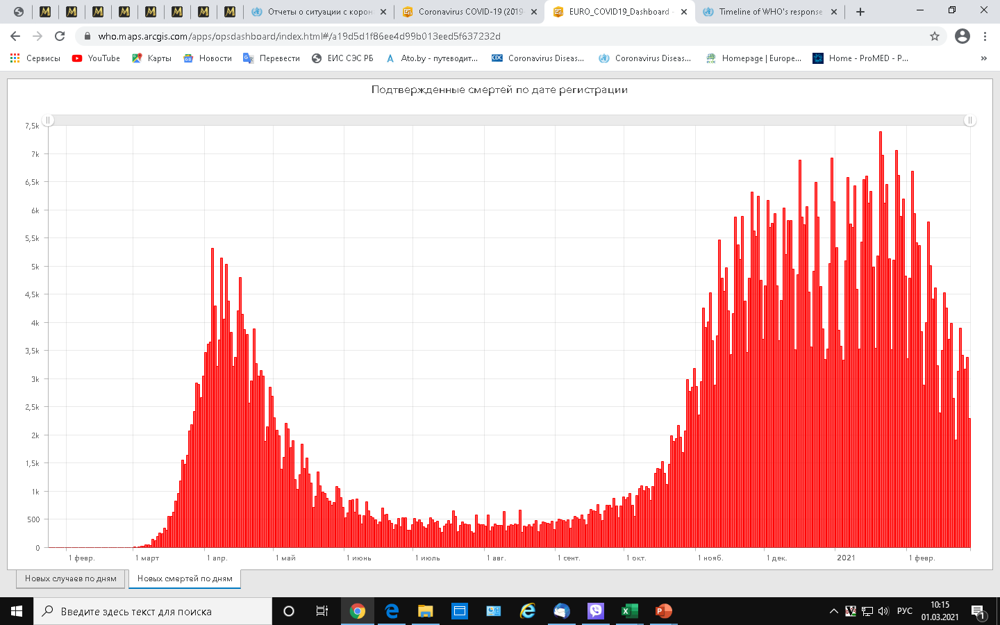 Отчеты о ситуации с корон
Coronavirus COVID-19 (2019-
EURO_COVID19_Dashboard -
Timeline of WHO's response
who.maps.arcgis.com/apps/opsdashboard/index.html#/a19d5d1f86ee4d99b013eed5f637232d
Сервисы
YouTube
Карты
Новости
Перевести
ЕИС СЭС РБ
Ato.by - путеводит...
CDC
Coronavirus Diseas...
Coronavirus Diseas...
Homepage | Europe...
Home - ProMED - P...
»
Подтвержденные смертей по дате регистрации
7,5k
7k
6,5k
6k
5,5k
5k
4,5k
4k
3,5k
3k
2,5k
2k
1,5k
1k
500
0
1 февр.
1 март
1 апр.
1 май
1 июнь
1 июль
1 авг.
1 сент.
1 окт.
1 нояб.
1 дек.
2021
1 февр.
Новых случаев по дням
Новых смертей по дням
Введите здесь текст для поиска
РУС
10:15
01.03.2021
1